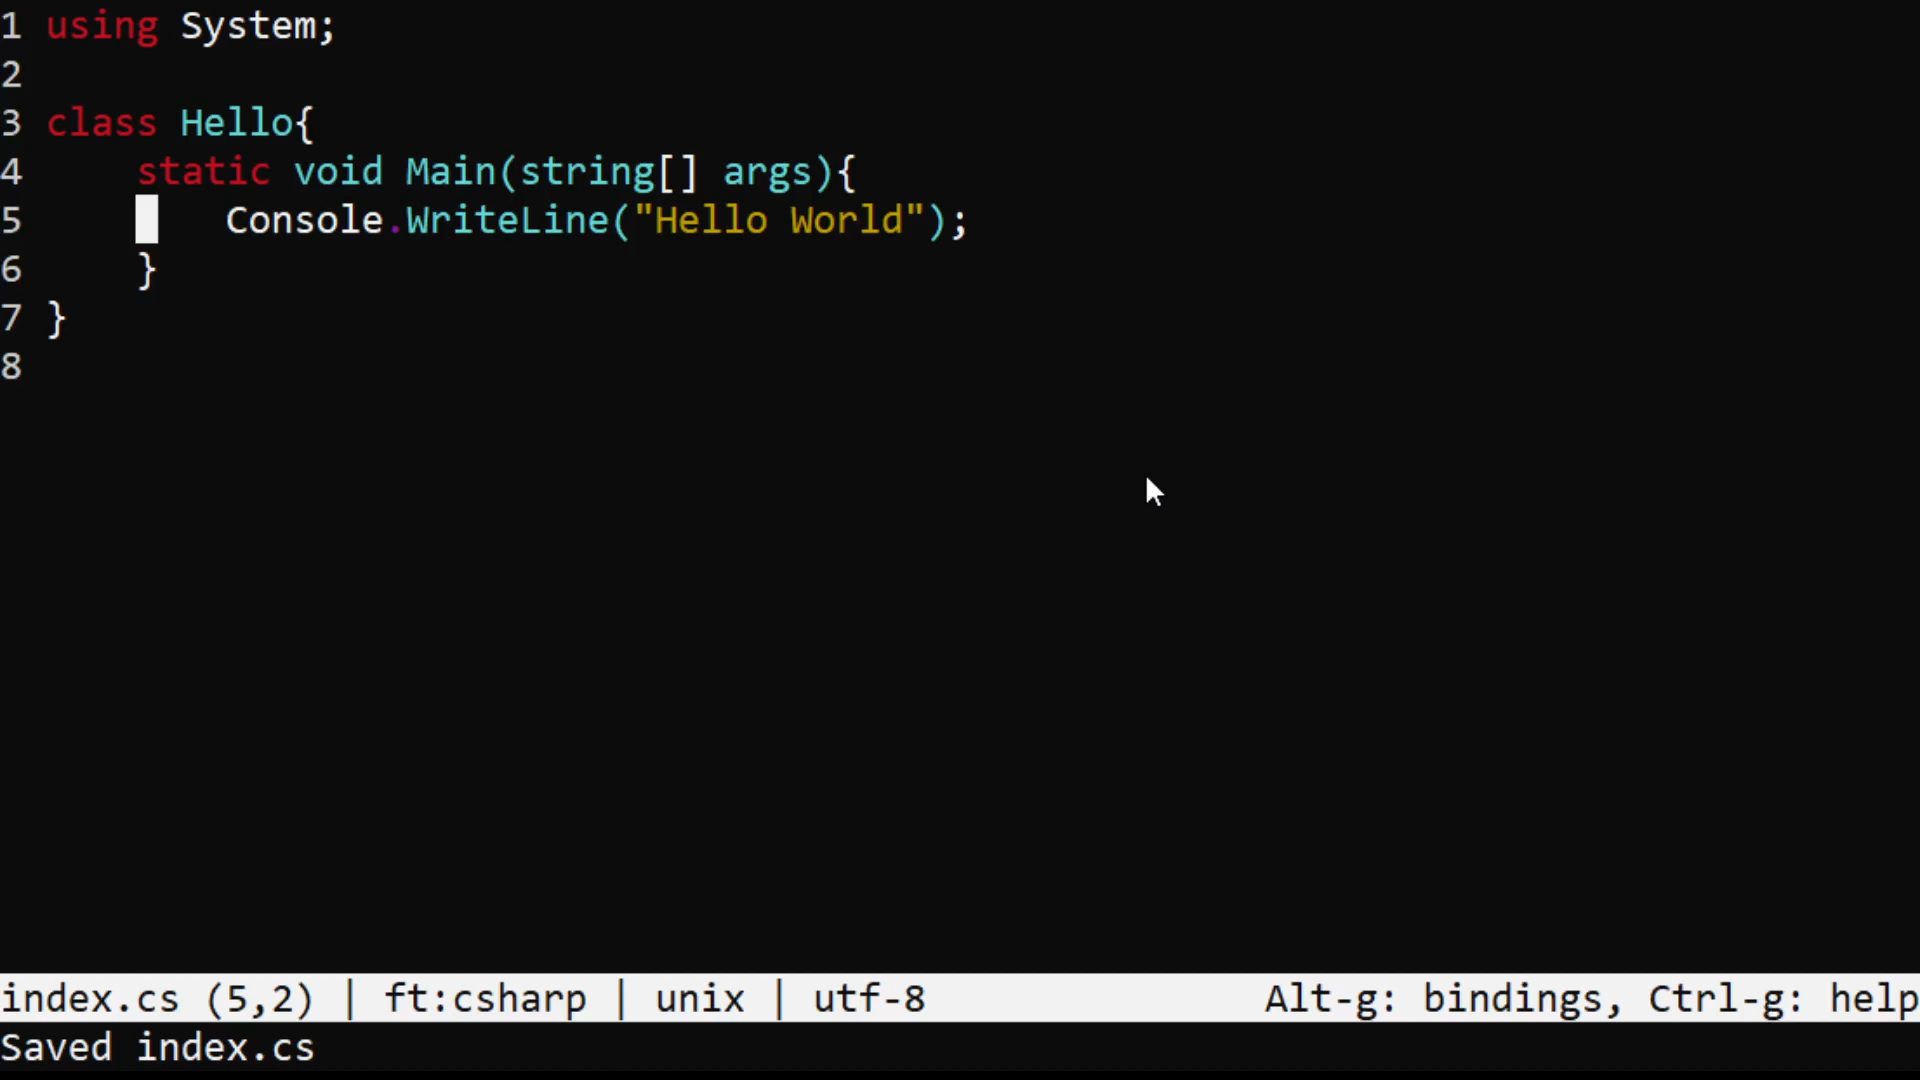 1 using System;
2
3 class Hello{
4     static void Main(string[] args){
5         Console.WriteLine("Hello World");
6     }
7 }
8
index.cs (5,2) | ft:csharp | unix | utf-8 Alt-g: bindings, Ctrl-g: help
Saved index.cs